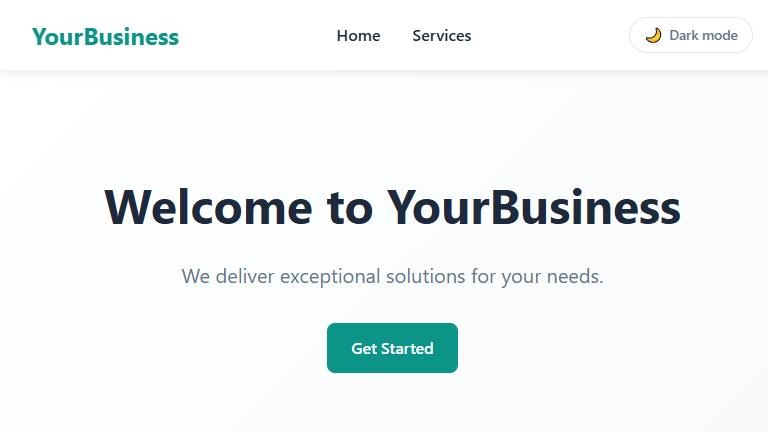 YourBusiness
Home Services
🌙 Dark mode
Welcome to YourBusiness
We deliver exceptional solutions for your needs.
Get Started